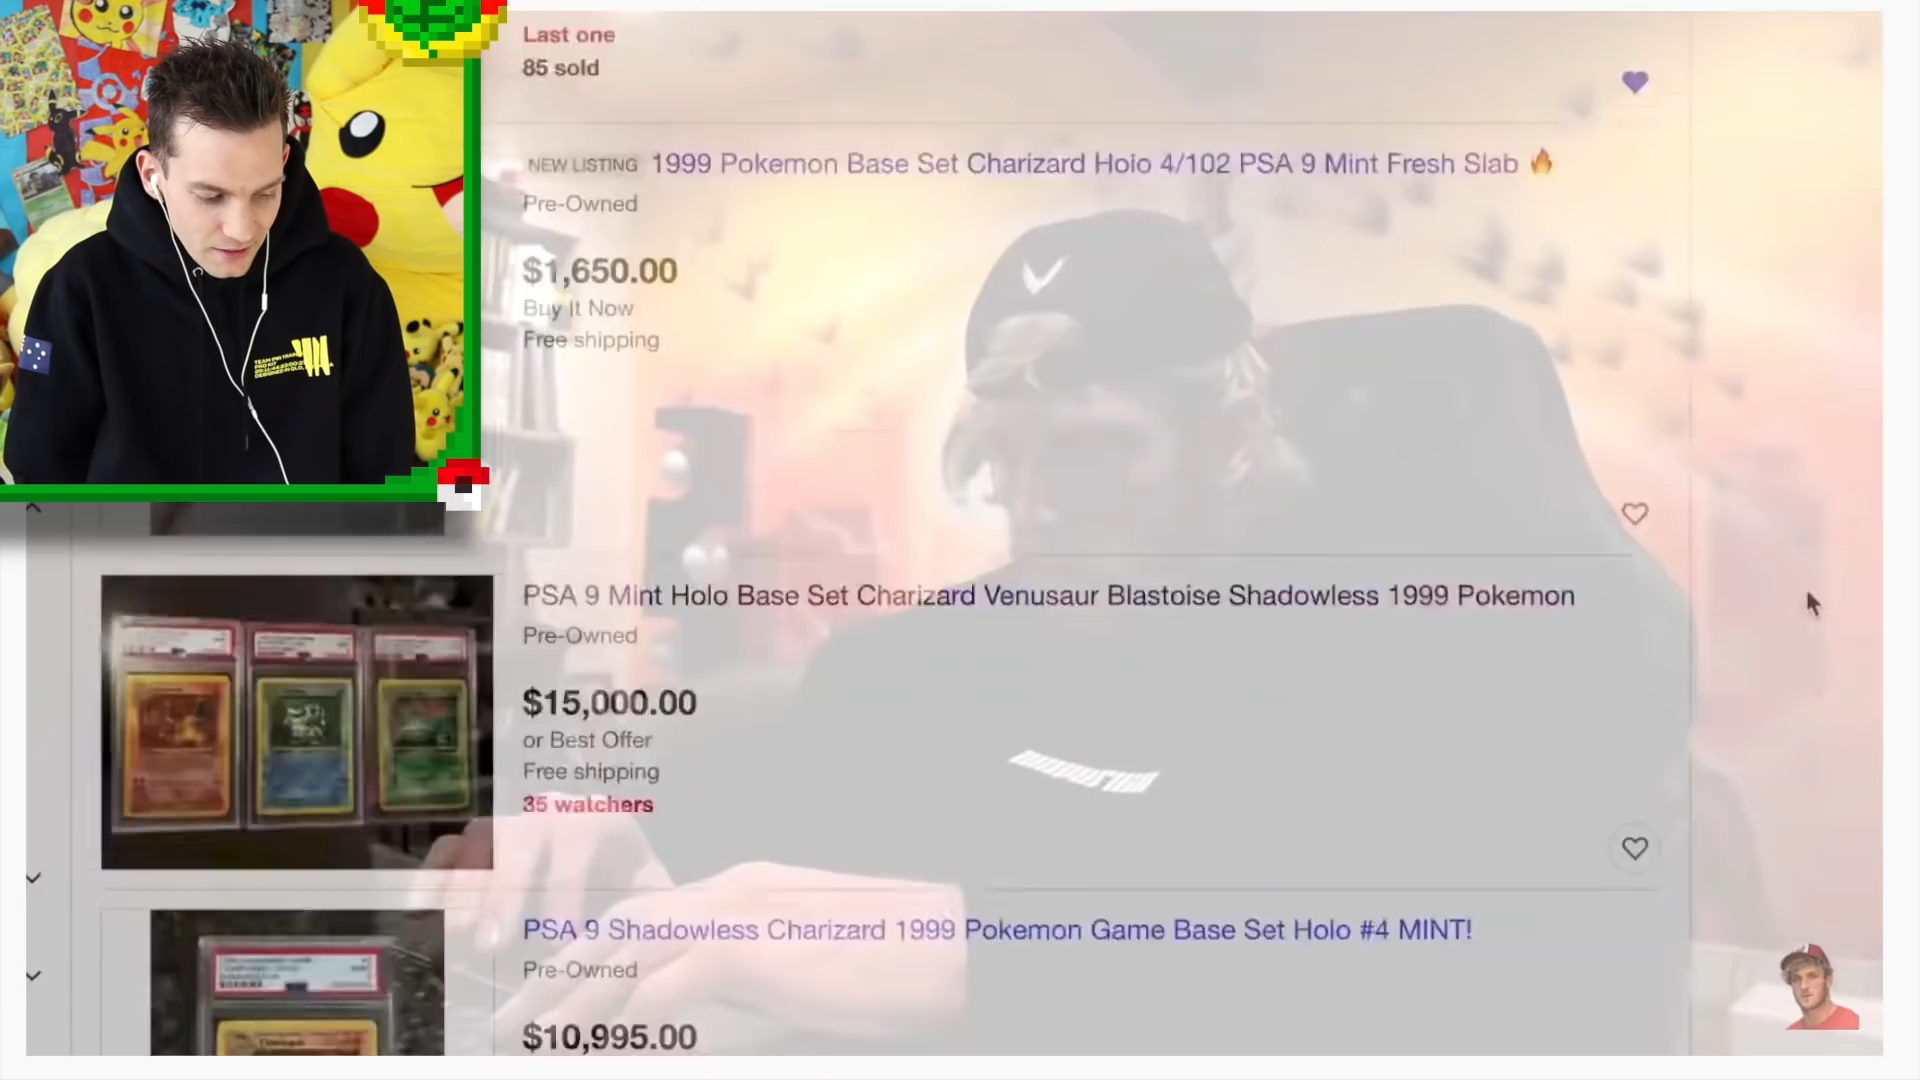 Last one
85 sold
NEW LISTING 1999 Pokemon Base Set Charizard Holo 4/102 PSA 9 Mint Fresh Slab 🔥
Pre-Owned
$1,650.00
Buy It Now
Free shipping
PSA 9 Mint Holo Base Set Charizard Venusaur Blastoise Shadowless 1999 Pokemon
Pre-Owned
$15,000.00
or Best Offer
Free shipping
35 watchers
PSA 9 Shadowless Charizard 1999 Pokemon Game Base Set Holo #4 MINT!
Pre-Owned
$10,995.00